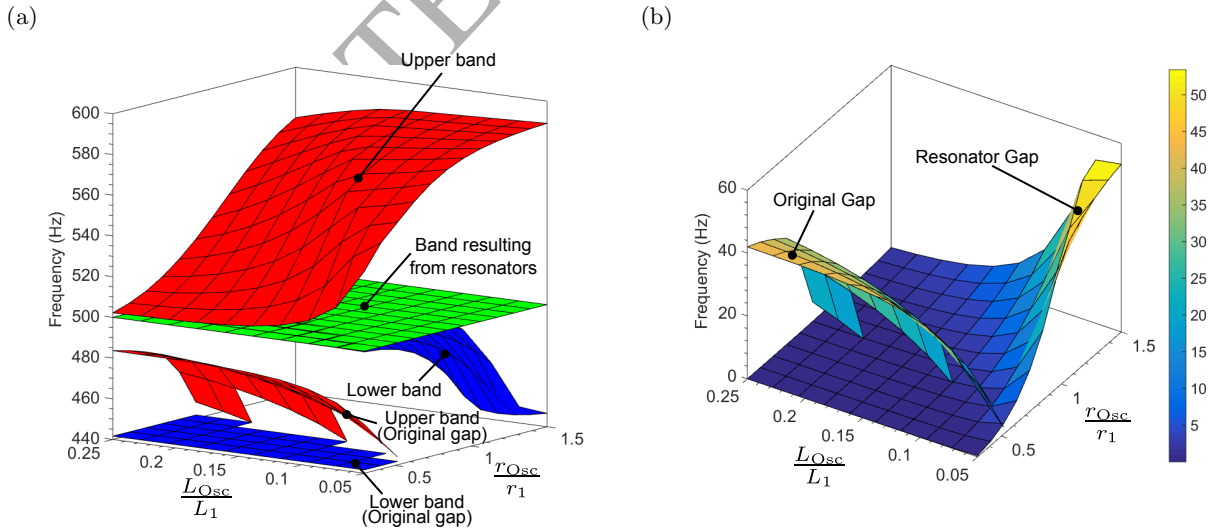 (a)
TE
Upper band
600
580
560
540
520
500
480
460
440
Frequency (Hz)
Band resulting
from resonators
Lower band
Upper band
(Original gap)
Lower band
(Original gap)
0.25
0.2
0.15
0.1
0.05
L_Osc
L_1
0.5
1
1.5
r_Osc
r_1
(b)
Resonator Gap
Original Gap
60
40
20
0
Frequency (Hz)
0.25
0.2
0.15
0.1
0.05
L_Osc
L_1
0.5
1
1.5
r_Osc
r_1
50
45
40
35
30
25
20
15
10
5